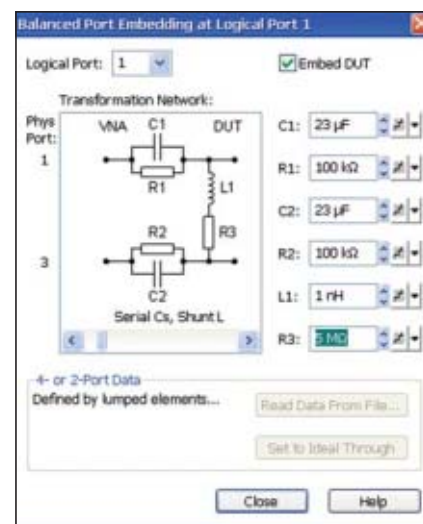 Balanced Port Embedding at Logical Port 1
Logical Port: 1
Embed DUT
Transformation Network:
Phys Port:
VNA C1 DUT
1
R1
L1
R2
R3
3
C2
Serial Cs, Shunt L
C1: 23 µF
R1: 100 kΩ
C2: 23 µF
R2: 100 kΩ
L1: 1 nH
R3: 5 MΩ
4- or 2-Port Data
Defined by lumped elements...
Read Data From File...
Set to Ideal Through
Close
Help